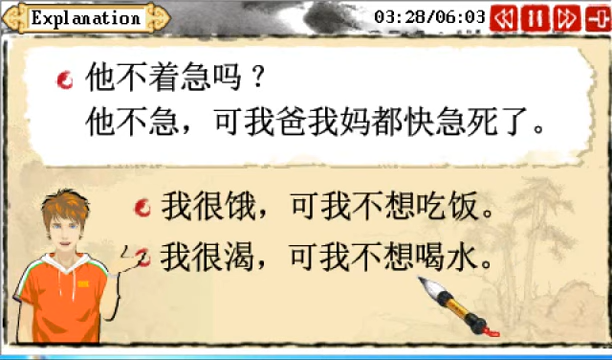 Explanation
03:28/06:03
他不着急吗？
他不急，可我爸我妈都快急死了。
我很饿，可我不想吃饭。
我很渴，可我不想喝水。